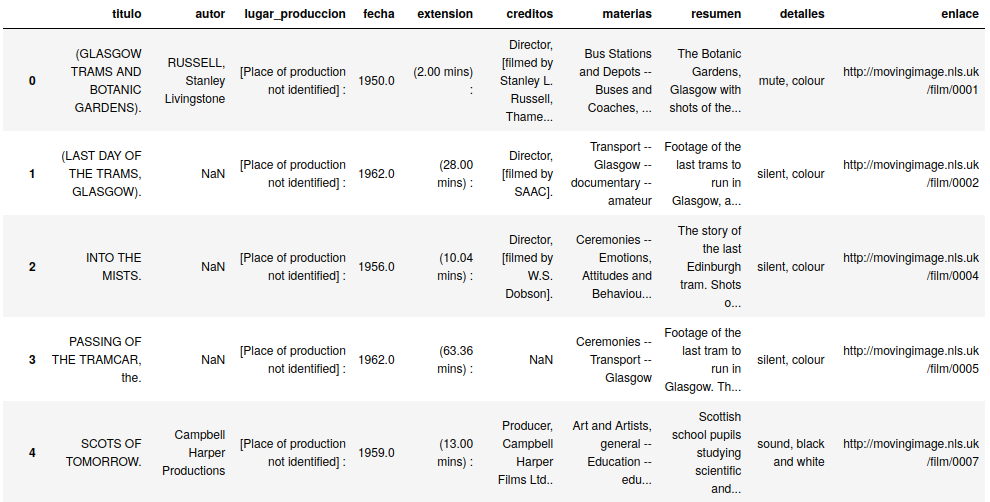 titulo
autor
lugar_produccion
fecha
extension
creditos
materias
resumen
detalles
enlace
0
(GLASGOW
TRAMS AND
BOTANIC
GARDENS).
RUSSELL,
Stanley
Livingstone
[Place of production
not identified] :
1950.0
(2.00 mins)
:
Director,
[filmed by
Stanley L.
Russell,
Thame...
Bus Stations
and Depots --
Buses and
Coaches, ...
The Botanic
Gardens,
Glasgow with
shots of the...
mute, colour
http://movingimage.nls.uk
/film/0001
1
(LAST DAY OF
THE TRAMS,
GLASGOW).
NaN
[Place of production
not identified] :
1962.0
(28.00
mins) :
Director,
[filmed by
SAAC].
Transport --
Glasgow --
documentary --
amateur
Footage of the
last trams to
run in
Glasgow, a...
silent, colour
http://movingimage.nls.uk
/film/0002
2
INTO THE
MISTS.
NaN
[Place of production
not identified] :
1956.0
(10.04
mins) :
Director,
[filmed by
W.S.
Dobson].
Ceremonies --
Emotions,
Attitudes and
Behaviou...
The story of
the last
Edinburgh
tram. Shots
o...
silent, colour
http://movingimage.nls.uk
/film/0004
3
PASSING OF
THE TRAMCAR,
the.
NaN
[Place of production
not identified] :
1962.0
(63.36
mins) :
NaN
Ceremonies --
Transport --
Glasgow
Footage of the
last tram to
run in
Glasgow. Th...
silent, colour
http://movingimage.nls.uk
/film/0005
4
SCOTS OF
TOMORROW.
Campbell
Harper
Productions
[Place of production
not identified] :
1959.0
(13.00
mins) :
Producer,
Campbell
Harper
Films Ltd..
Art and Artists,
general --
Education --
edu...
Scottish
school pupils
studying
scientific
and...
sound, black
and white
http://movingimage.nls.uk
/film/0007